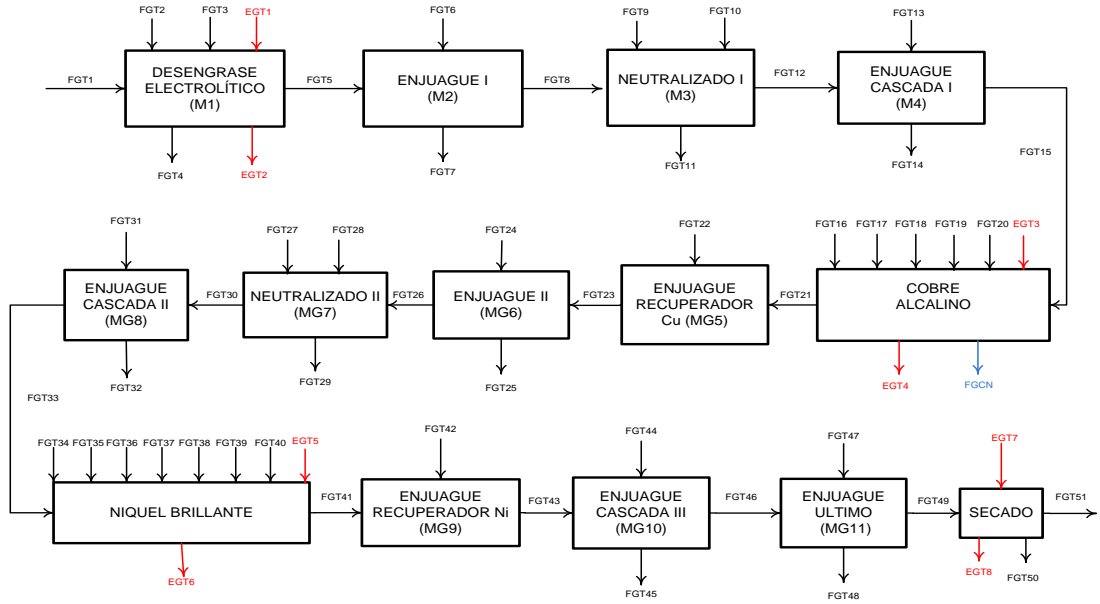 FGT2
FGT3
EGT1
FGT6
FGT9
FGT10
FGT13
FGT1
DESENGRASE
ELECTROLÍTICO
(M1)
FGT5
ENJUAGUE I
(M2)
FGT8
NEUTRALIZADO I
(M3)
FGT12
ENJUAGUE
CASCADA I
(M4)
FGT15
FGT4
EGT2
FGT7
FGT11
FGT14
FGT31
FGT27
FGT28
FGT24
FGT22
FGT16
FGT17
FGT18
FGT19
FGT20
EGT3
ENJUAGUE
CASCADA II
(MG8)
FGT30
NEUTRALIZADO II
(MG7)
FGT26
ENJUAGUE II
(MG6)
FGT23
ENJUAGUE
RECUPERADOR
Cu (MG5)
FGT21
COBRE
ALCALINO
FGT32
FGT29
FGT25
EGT4
FGCN
FGT33
FGT34
FGT35
FGT36
FGT37
FGT38
FGT39
FGT40
EGT5
FGT42
FGT44
FGT47
EGT7
NIQUEL BRILLANTE
FGT41
ENJUAGUE
RECUPERADOR Ni
(MG9)
FGT43
ENJUAGUE
CASCADA III
(MG10)
FGT46
ENJUAGUE
ULTIMO
(MG11)
FGT49
SECADO
FGT51
EGT6
FGT45
FGT48
EGT8
FGT50